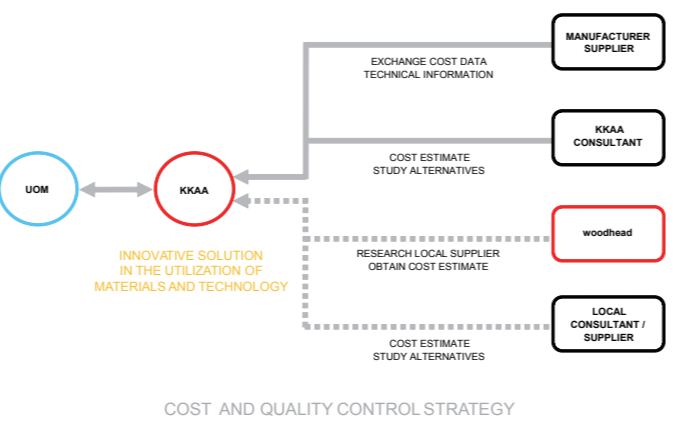 MANUFACTURER
SUPPLIER
EXCHANGE COST DATA
TECHNICAL INFORMATION
KKAA
CONSULTANT
COST ESTIMATE
STUDY ALTERNATIVES
UOM
KKAA
woodhead
INNOVATIVE SOLUTION
IN THE UTILIZATION OF
MATERIALS AND TECHNOLOGY
RESEARCH LOCAL SUPPLIER
OBTAIN COST ESTIMATE
LOCAL
CONSULTANT /
SUPPLIER
COST ESTIMATE
STUDY ALTERNATIVES
COST AND QUALITY CONTROL STRATEGY